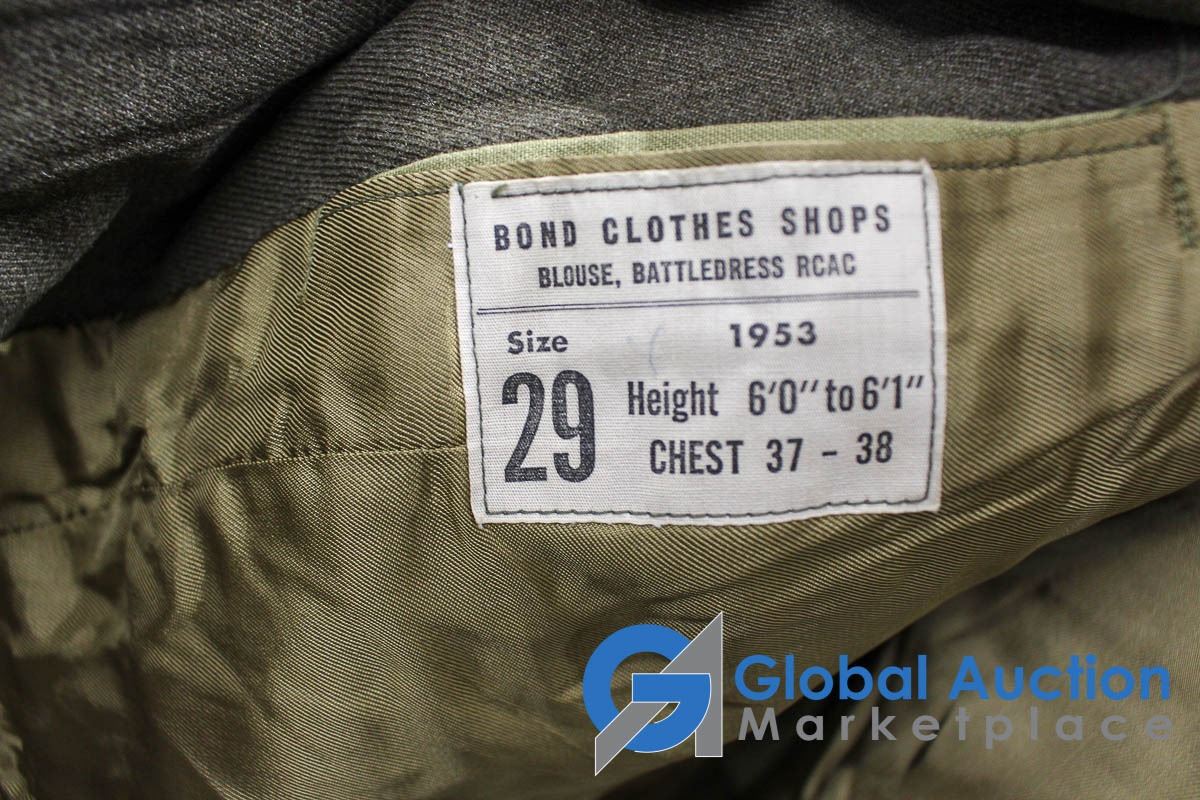 BOND CLOTHES SHOPS
BLOUSE, BATTLEDRESS RCAC
Size 1953
29 Height 6'0" to 6'1"
CHEST 37 - 38
Global Auction
Marketplace